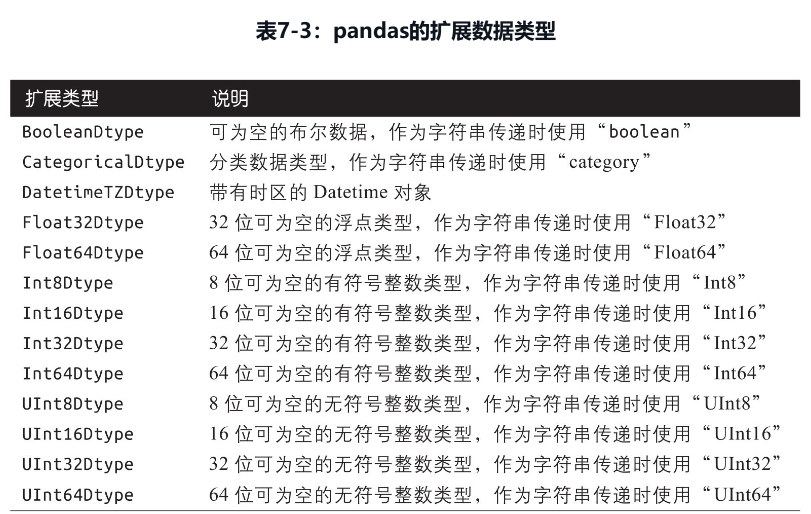 表7-3：pandas的扩展数据类型
扩展类型 说明
BooleanDtype 可为空的布尔数据，作为字符串传递时使用“boolean”
CategoricalDtype 分类数据类型，作为字符串传递时使用“category”
DatetimeTZDtype 带有时区的 Datetime 对象
Float32Dtype 32 位可为空的浮点类型，作为字符串传递时使用“Float32”
Float64Dtype 64 位可为空的浮点类型，作为字符串传递时使用“Float64”
Int8Dtype 8 位可为空的有符号整数类型，作为字符串传递时使用“Int8”
Int16Dtype 16 位可为空的有符号整数类型，作为字符串传递时使用“Int16”
Int32Dtype 32 位可为空的有符号整数类型，作为字符串传递时使用“Int32”
Int64Dtype 64 位可为空的有符号整数类型，作为字符串传递时使用“Int64”
UInt8Dtype 8 位可为空的无符号整数类型，作为字符串传递时使用“UInt8”
UInt16Dtype 16 位可为空的无符号整数类型，作为字符串传递时使用“UInt16”
UInt32Dtype 32 位可为空的无符号整数类型，作为字符串传递时使用“UInt32”
UInt64Dtype 64 位可为空的无符号整数类型，作为字符串传递时使用“UInt64”